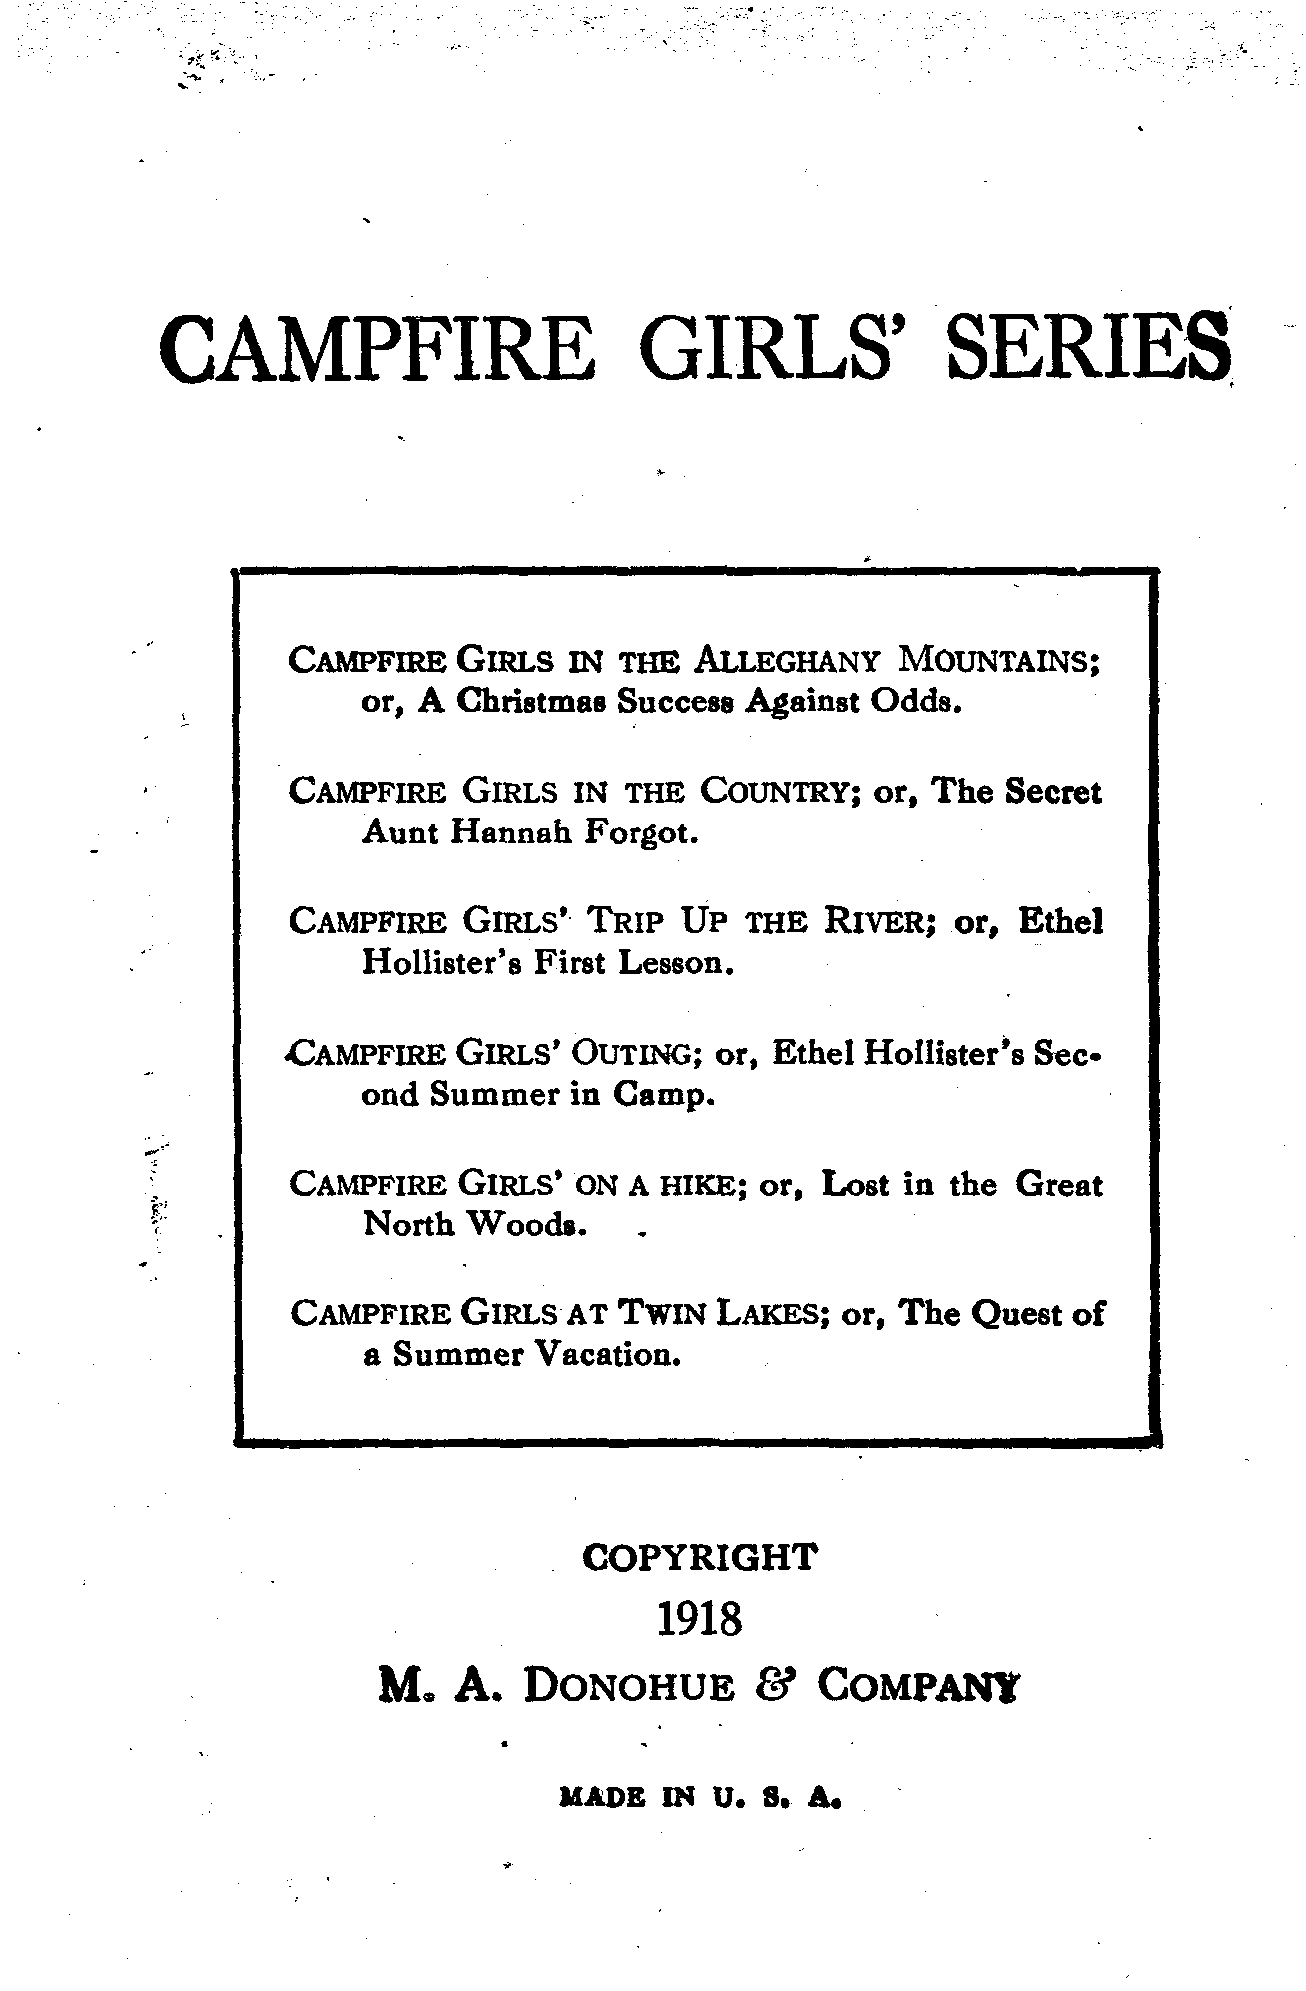 CAMPFIRE GIRLS' SERIES
CAMPFIRE GIRLS IN THE ALLEGHANY MOUNTAINS;
or, A Christmas Success Against Odds.
CAMPFIRE GIRLS IN THE COUNTRY; or, The Secret
Aunt Hannah Forgot.
CAMPFIRE GIRLS' TRIP UP THE RIVER; or, Ethel
Hollister's First Lesson.
CAMPFIRE GIRLS' OUTING; or, Ethel Hollister's Sec-
ond Summer in Camp.
CAMPFIRE GIRLS' ON A HIKE; or, Lost in the Great
North Woods.
CAMPFIRE GIRLS AT TWIN LAKES; or, The Quest of
a Summer Vacation.
COPYRIGHT
1918
M. A. DONOHUE & COMPANY
MADE IN U. S. A.